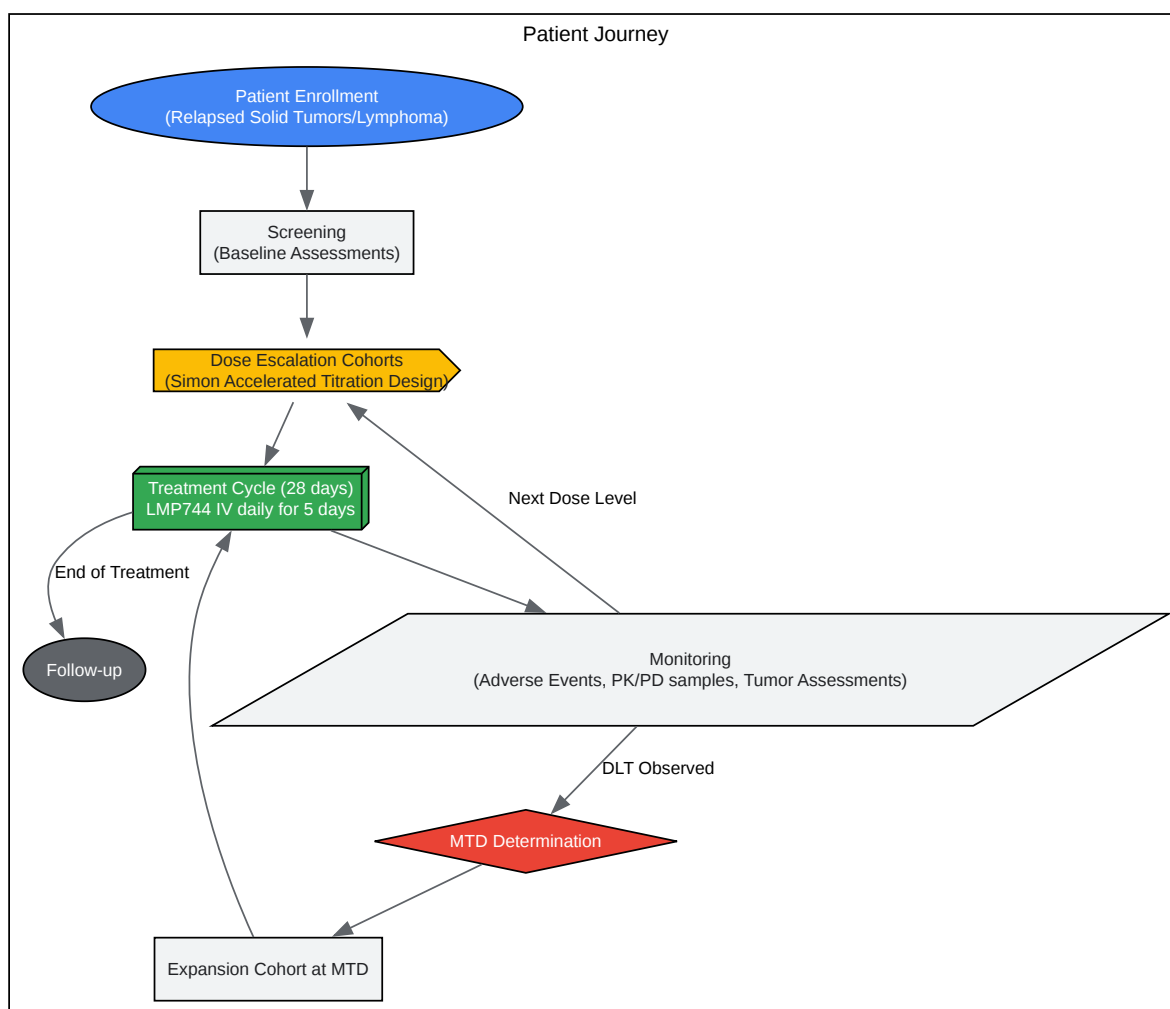 Patient Journey
Patient Enrollment
(Relapsed Solid Tumors/Lymphoma)
Screening
(Baseline Assessments)
Dose Escalation Cohorts
(Simon Accelerated Titration Design)
Treatment Cycle (28 days)
LMP744 IV daily for 5 days
Next Dose Level
End of Treatment
Follow-up
Monitoring
(Adverse Events, PK/PD samples, Tumor Assessments)
DLT Observed
MTD Determination
Expansion Cohort at MTD